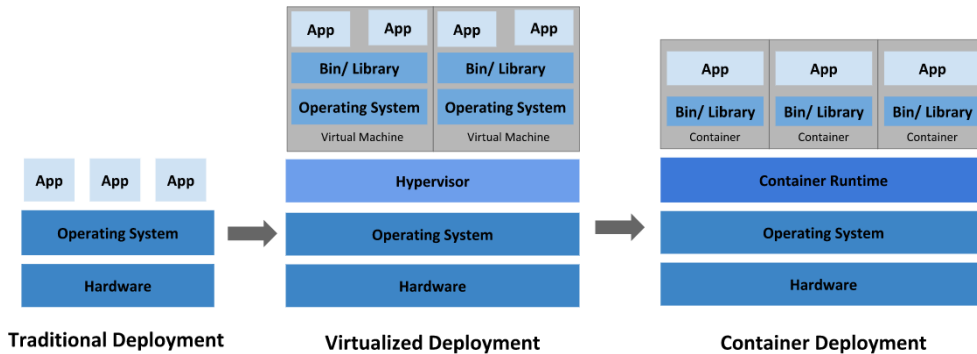 App App App
Operating System
Hardware
Traditional Deployment
App App App App
Bin/ Library Bin/ Library
Operating System Operating System
Virtual Machine Virtual Machine
Hypervisor
Operating System
Hardware
Virtualized Deployment
App App App
Bin/ Library Bin/ Library Bin/ Library
Container Container Container
Container Runtime
Operating System
Hardware
Container Deployment